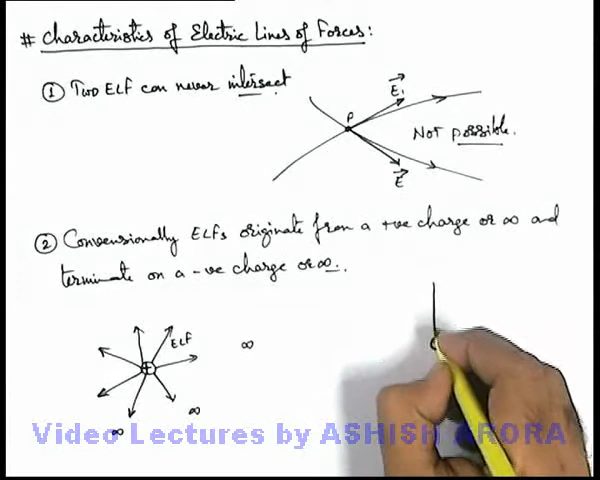 # Characteristics of Electric Lines of Forces:
① Two ELF can never intersect
E₁
P
Not possible.
E
② Convensionally ELFs originate from a +ve charge or ∞ and
terminate on a -ve charge or ∞.
ELF
∞
+
∞
∞
Video Lectures by ASHISH ARORA